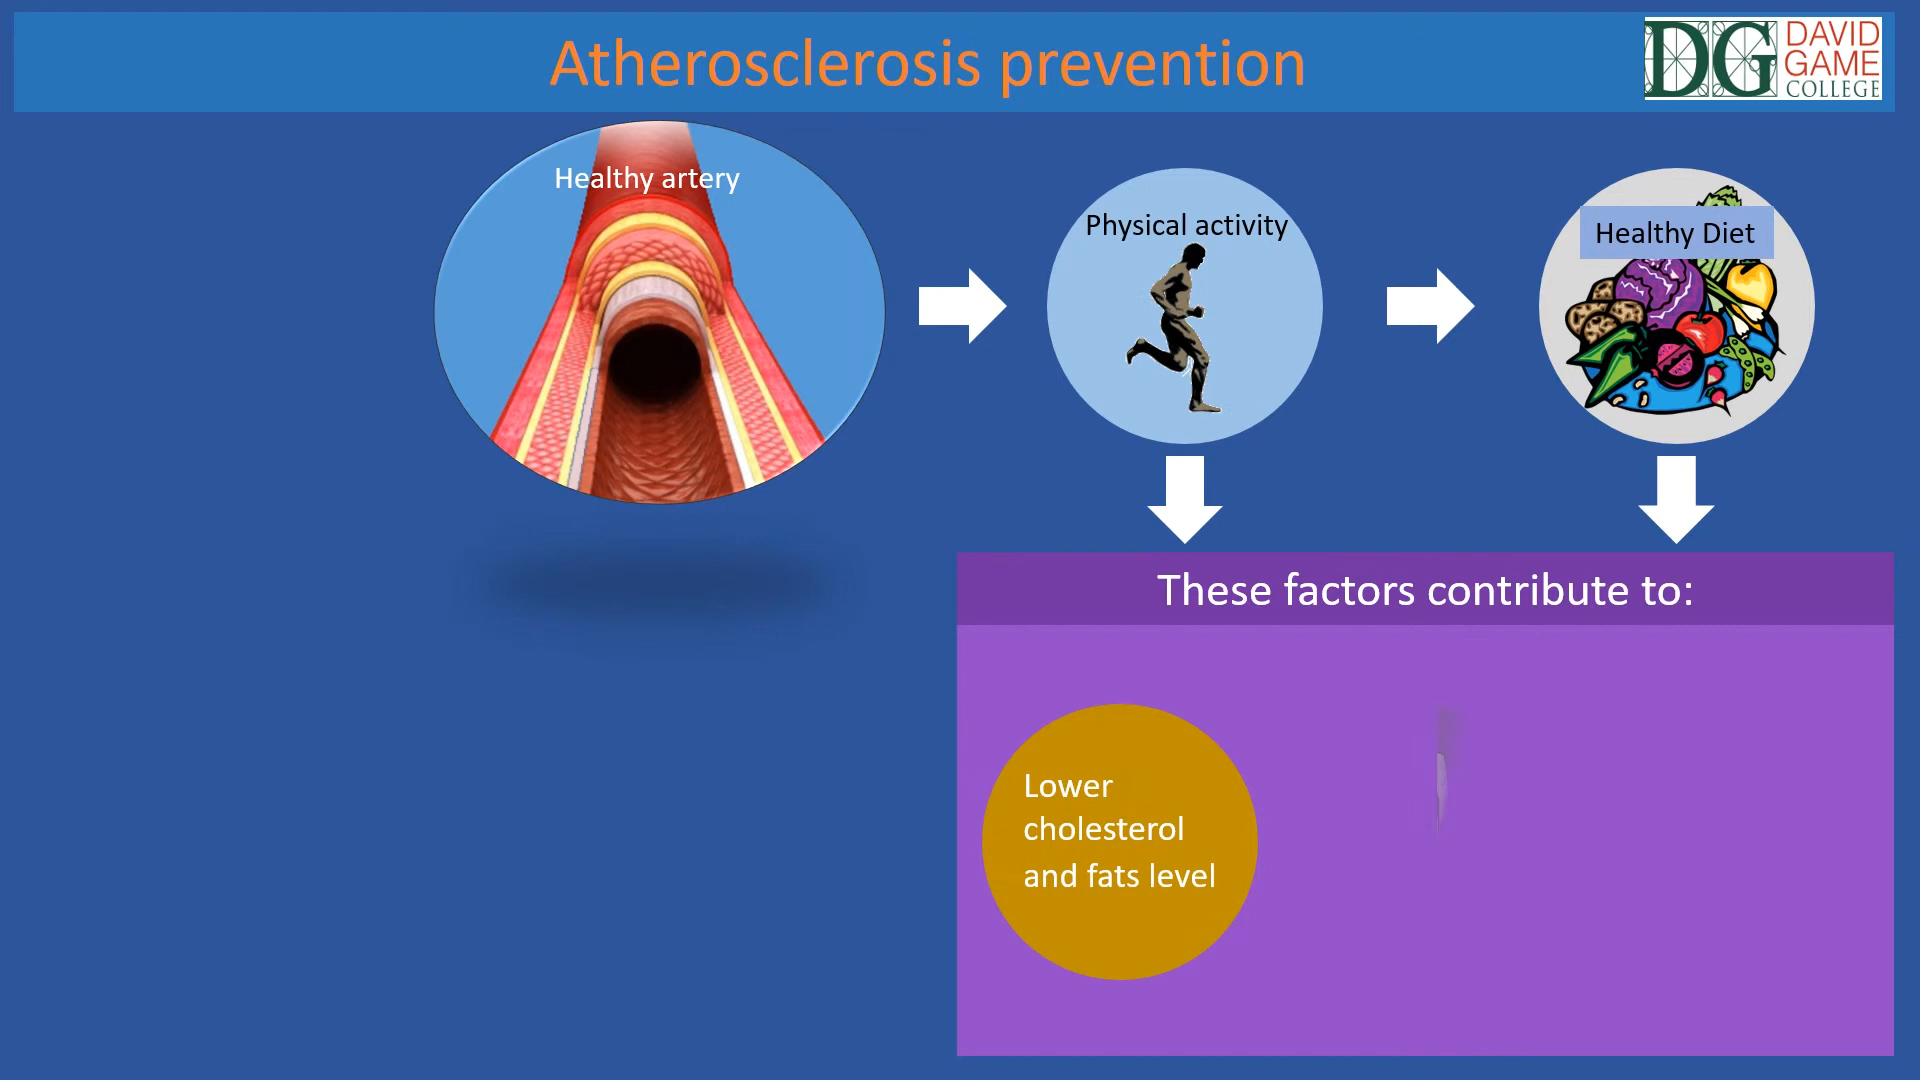 Atherosclerosis prevention
DG
DAVID
GAME
COLLEGE
Healthy artery
Physical activity
Healthy Diet
These factors contribute to:
Lower
cholesterol
and fats level